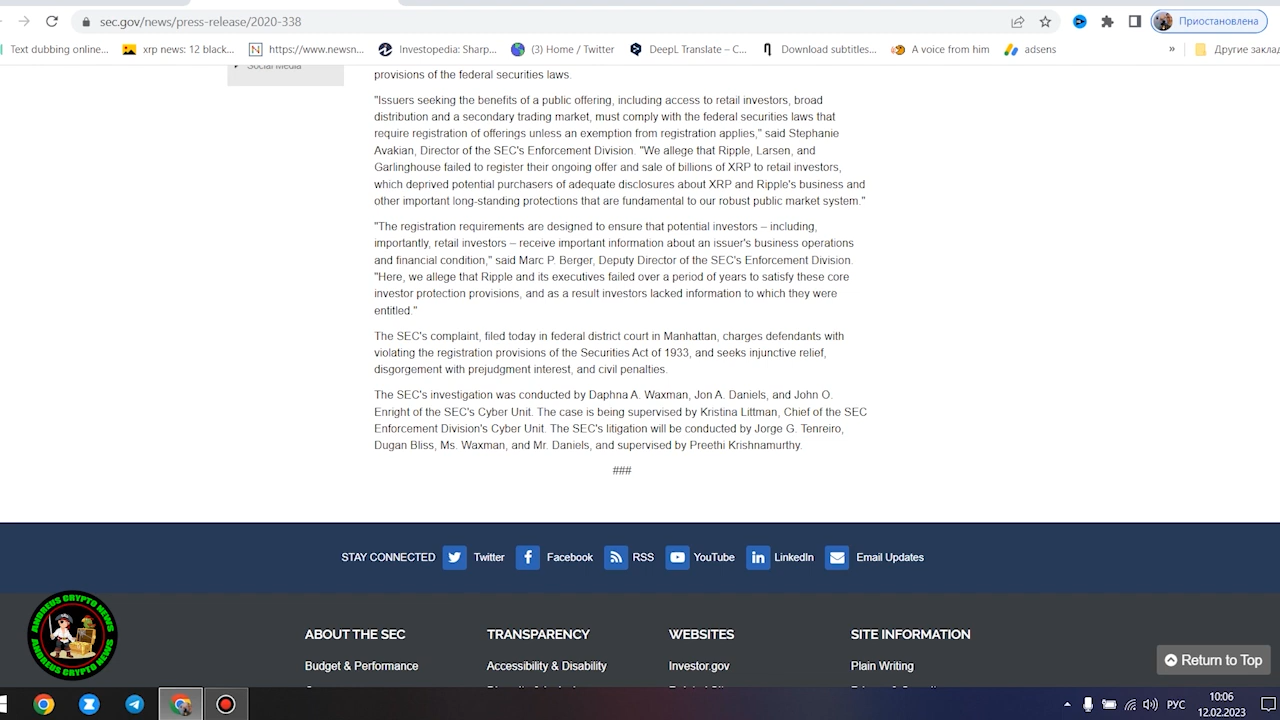 sec.gov/news/press-release/2020-338
Приостановлена
Text dubbing online...
xrp news: 12 black...
https://www.newsn...
Investopedia: Sharp...
(3) Home / Twitter
DeepL Translate – C...
Download subtitles...
A voice from him
adsens
»
Другие закла
Social Media
provisions of the federal securities laws.
"Issuers seeking the benefits of a public offering, including access to retail investors, broad
distribution and a secondary trading market, must comply with the federal securities laws that
require registration of offerings unless an exemption from registration applies," said Stephanie
Avakian, Director of the SEC's Enforcement Division. "We allege that Ripple, Larsen, and
Garlinghouse failed to register their ongoing offer and sale of billions of XRP to retail investors,
which deprived potential purchasers of adequate disclosures about XRP and Ripple's business and
other important long-standing protections that are fundamental to our robust public market system."
"The registration requirements are designed to ensure that potential investors – including,
importantly, retail investors – receive important information about an issuer's business operations
and financial condition," said Marc P. Berger, Deputy Director of the SEC's Enforcement Division.
"Here, we allege that Ripple and its executives failed over a period of years to satisfy these core
investor protection provisions, and as a result investors lacked information to which they were
entitled."
The SEC's complaint, filed today in federal district court in Manhattan, charges defendants with
violating the registration provisions of the Securities Act of 1933, and seeks injunctive relief,
disgorgement with prejudgment interest, and civil penalties.
The SEC's investigation was conducted by Daphna A. Waxman, Jon A. Daniels, and John O.
Enright of the SEC's Cyber Unit. The case is being supervised by Kristina Littman, Chief of the SEC
Enforcement Division's Cyber Unit. The SEC's litigation will be conducted by Jorge G. Tenreiro,
Dugan Bliss, Ms. Waxman, and Mr. Daniels, and supervised by Preethi Krishnamurthy.
###
STAY CONNECTED Twitter Facebook RSS YouTube LinkedIn Email Updates
ANDREUS CRYPTO NEWS
ANDREUS CRYPTO NEWS
ABOUT THE SEC TRANSPARENCY WEBSITES SITE INFORMATION
Budget & Performance Accessibility & Disability Investor.gov Plain Writing
Return to Top
РУС
10:06
12.02.2023